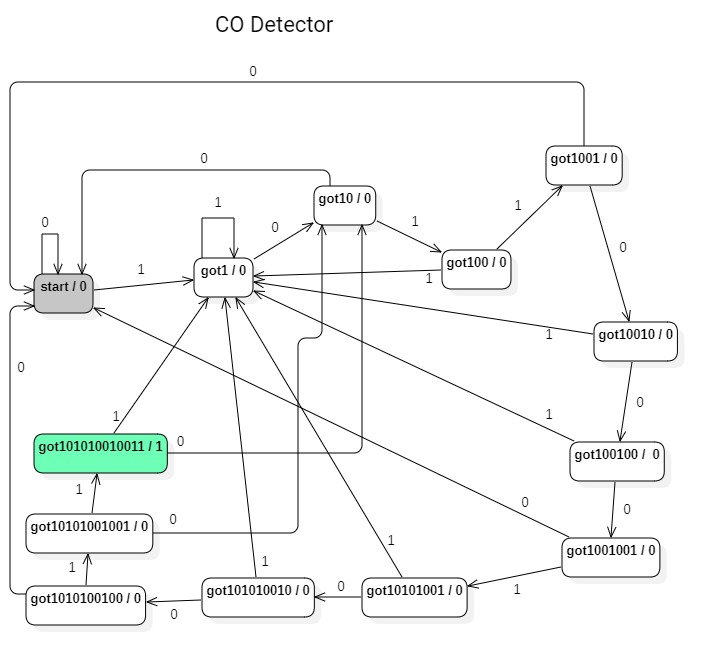 CO Detector
0
0
got1001 / 0
0
1
0
got10 / 0
1
1
0
got1 / 0
got100 / 0
1
0
start / 0
1
got10010 / 0
1
0
0
1
1
got101010010011 / 1
0
got100100 / 0
1
0
0
got10101001001 / 0
0
1
got1001001 / 0
1
1
got1010100100 / 0
0
got101010010 / 0
0
got10101001 / 0
1